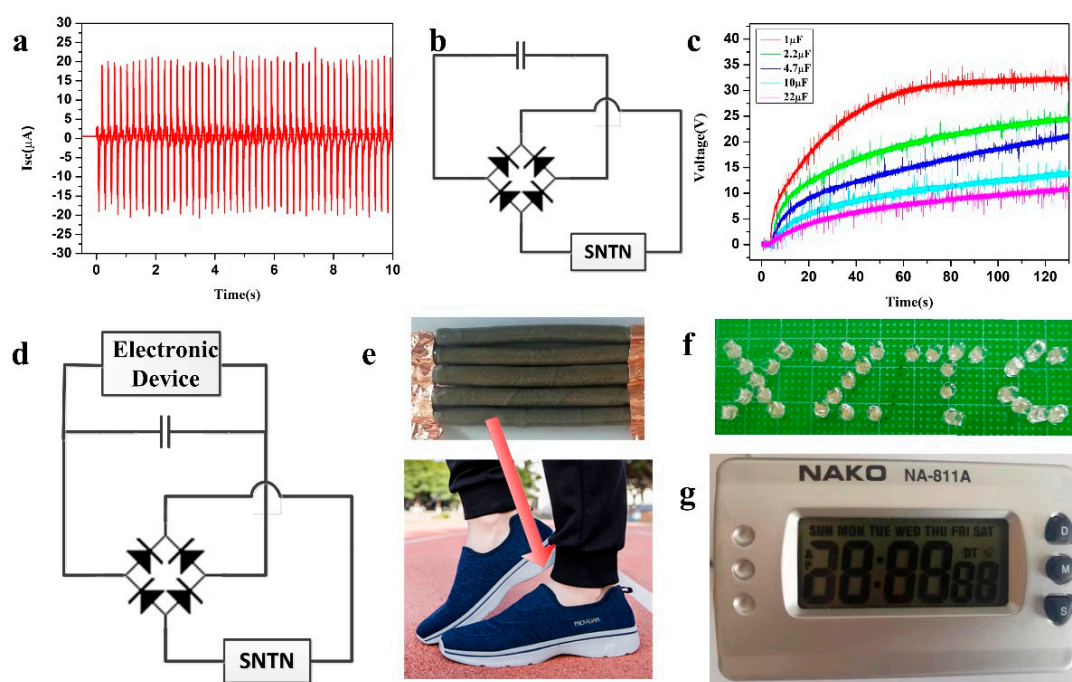 a
30
25
20
15
10
5
0
-5
-10
-15
-20
-25
-30
Isc(μA)
0 2 4 6 8 10
Time(s)
b
SNTN
c
40
35
30
25
20
15
10
5
0
Voltage(V)
1μF
2.2μF
4.7μF
10μF
22μF
0 20 40 60 80 100 120
Time(s)
d
Electronic
Device
SNTN
e
f
XZTC
g
NAKO NA-811A
SUN MON TUE WED THU FRI SAT
DT
28:88 88
D
M
S